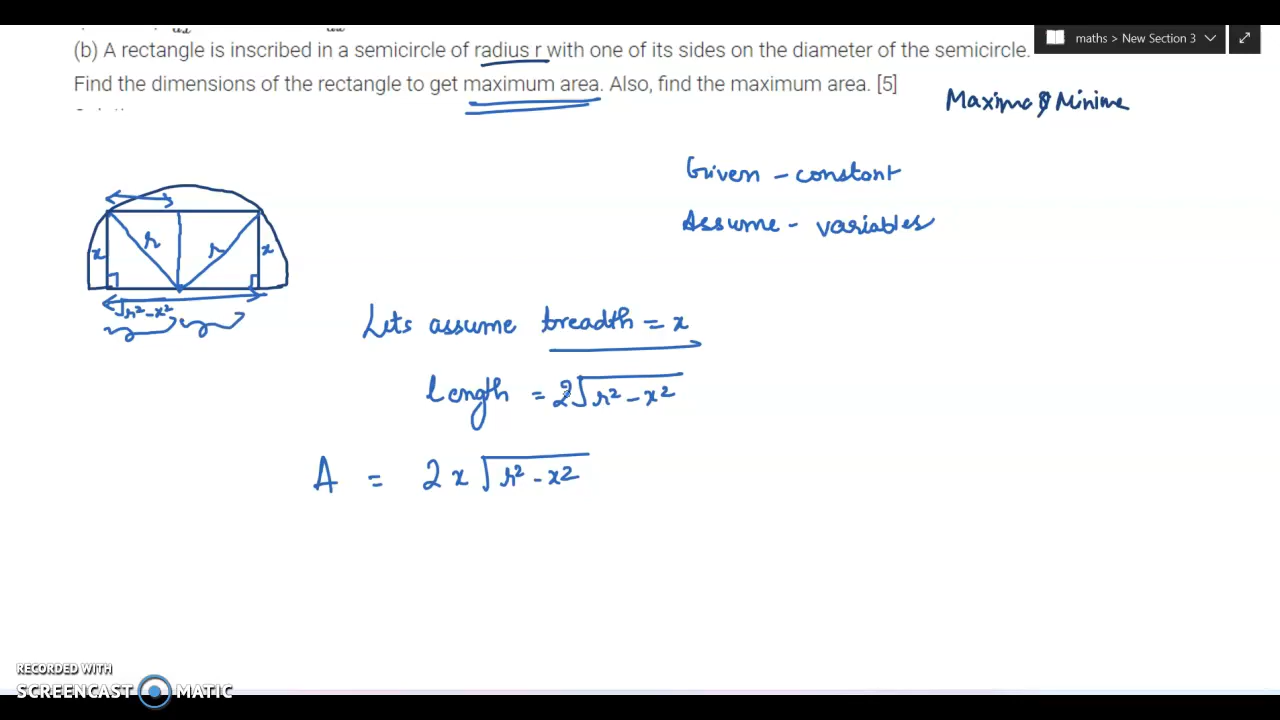 (b) A rectangle is inscribed in a semicircle of radius r with one of its sides on the diameter of the semicircle.
Find the dimensions of the rectangle to get maximum area. Also, find the maximum area. [5]
maths > New Section 3
Maxima & Minima
Given - constant
Assume - variables
x r r x
√r² - x²
Lets assume breadth = x
length = 2√r² - x²
A = 2x√r² - x²
RECORDED WITH
SCREENCAST MATIC